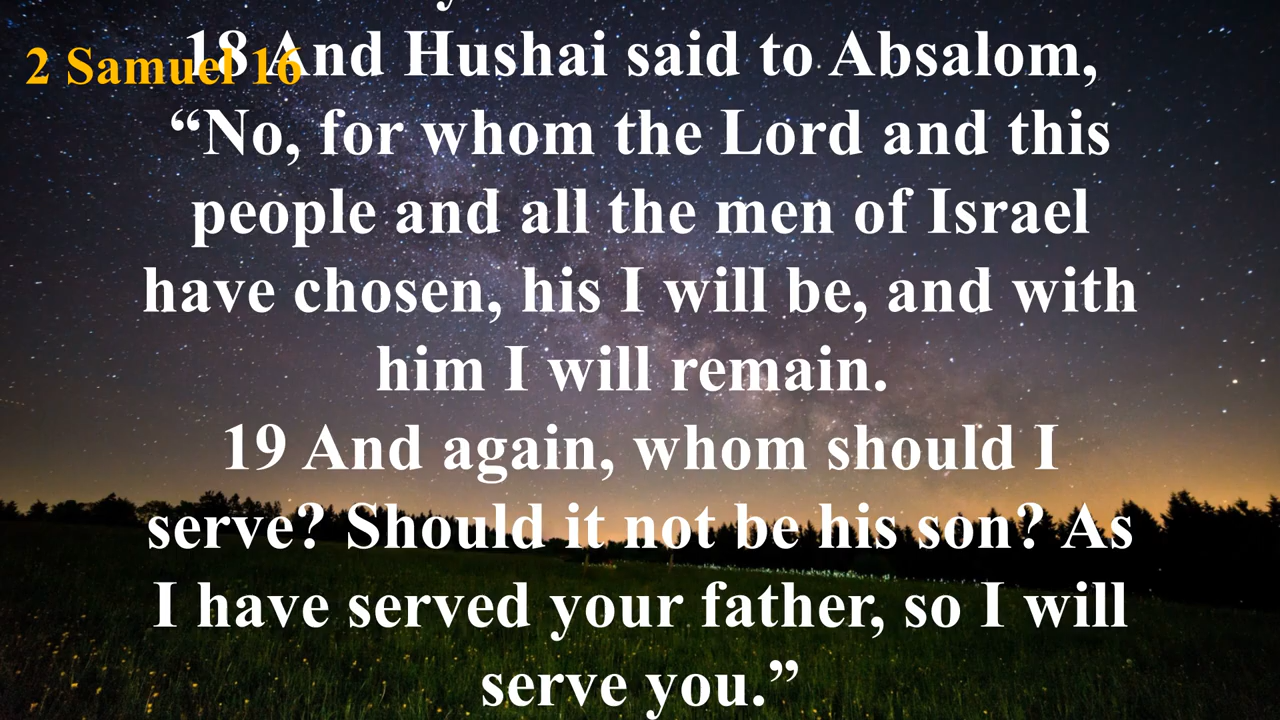 2 Samuel 16
18 And Hushai said to Absalom,
“No, for whom the Lord and this
people and all the men of Israel
have chosen, his I will be, and with
him I will remain.
19 And again, whom should I
serve? Should it not be his son? As
I have served your father, so I will
serve you.”